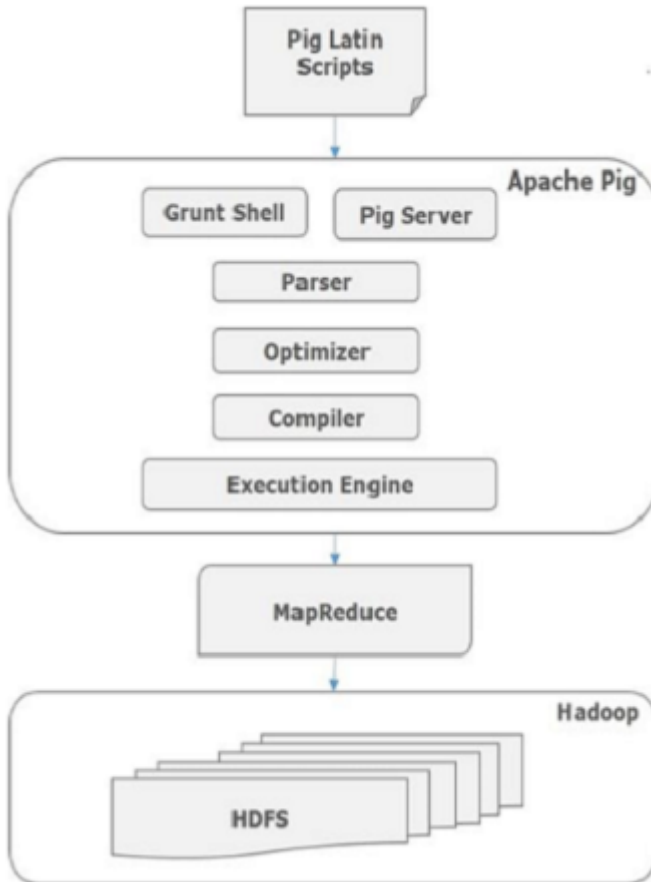 Pig Latin
Scripts
Apache Pig
Grunt Shell
Pig Server
Parser
Optimizer
Compiler
Execution Engine
MapReduce
Hadoop
HDFS